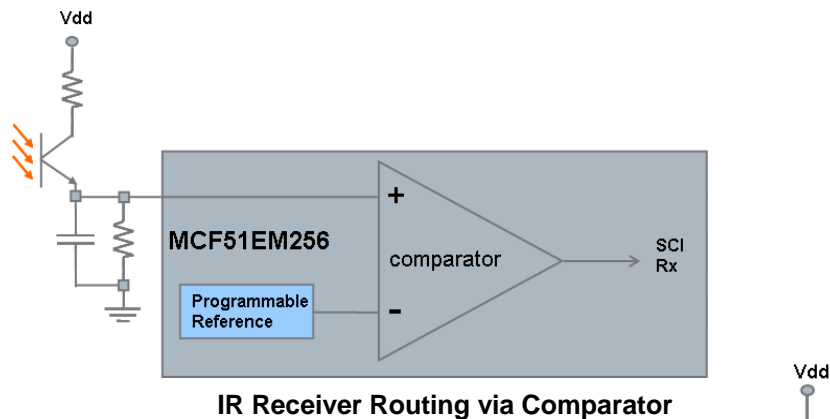 Vdd
+
MCF51EM256
comparator
SCI
Rx
Programmable
Reference
-
IR Receiver Routing via Comparator
Vdd